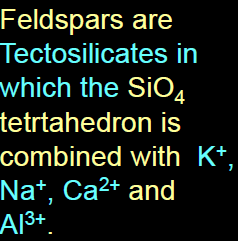 Feldspars are
Tectosilicates in
which the SiO₄
tetrtahedron is
combined with K⁺,
Na⁺, Ca²⁺ and
Al³⁺.